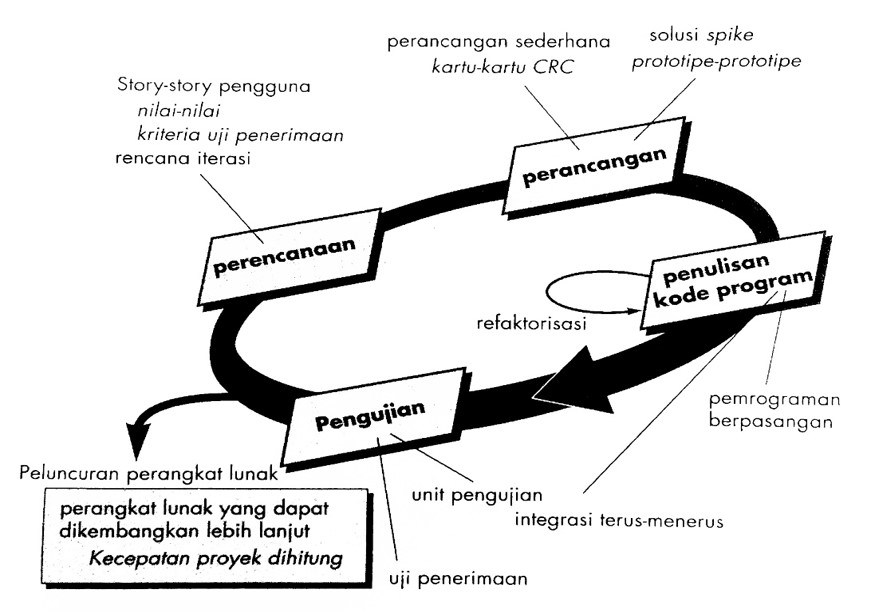 perancangan sederhana
kartu-kartu CRC
solusi spike
prototipe-prototipe
Story-story pengguna
nilai-nilai
kriteria uji penerimaan
rencana iterasi
perancangan
perencanaan
penulisan
kode program
refaktorisasi
Pengujian
pemrograman
berpasangan
Peluncuran perangkat lunak
perangkat lunak yang dapat
dikembangkan lebih lanjut
Kecepatan proyek dihitung
unit pengujian
integrasi terus-menerus
uji penerimaan